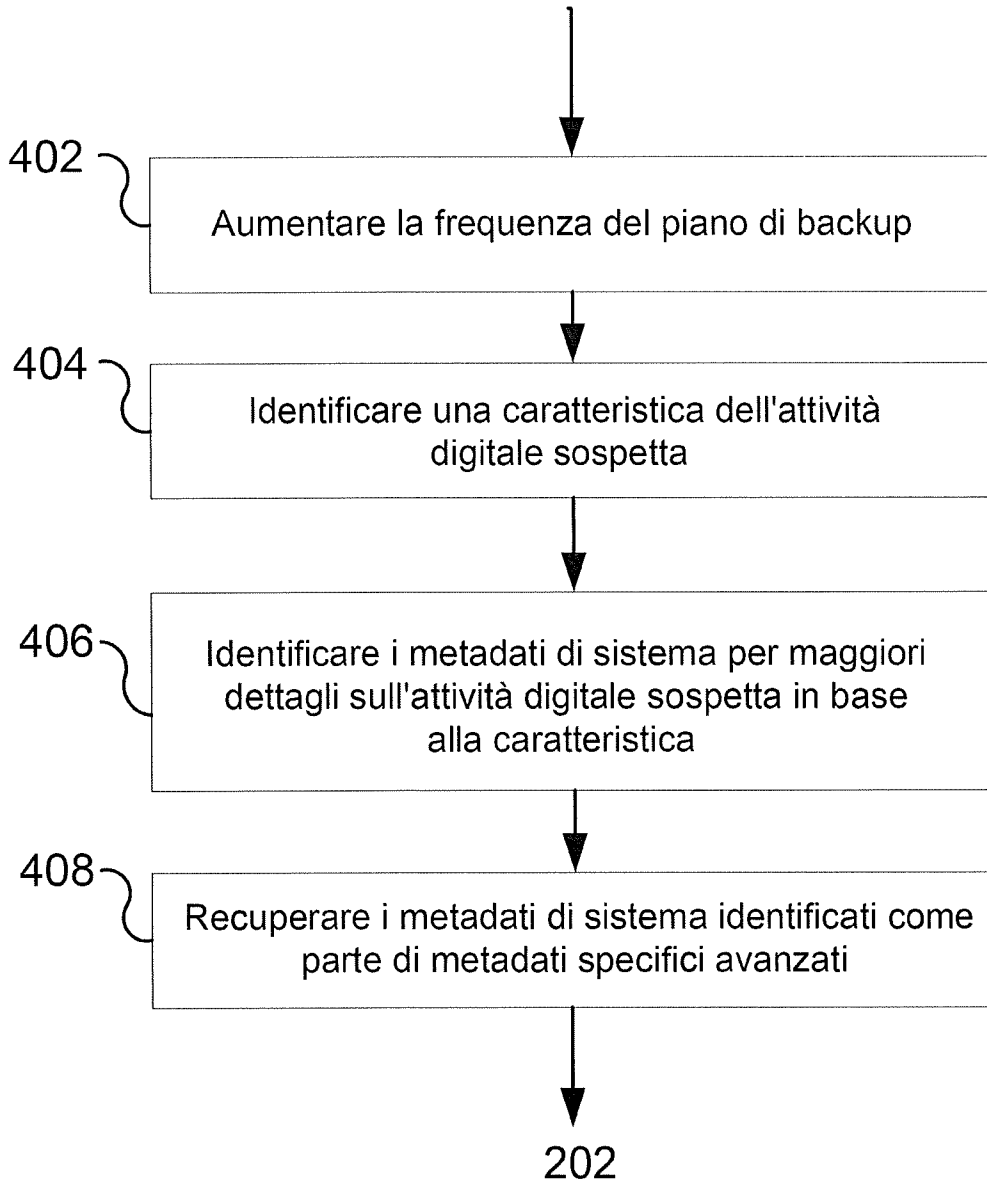 402
Aumentare la frequenza del piano di backup
404
Identificare una caratteristica dell'attività
digitale sospetta
406
Identificare i metadati di sistema per maggiori
dettagli sull'attività digitale sospetta in base
alla caratteristica
408
Recuperare i metadati di sistema identificati come
parte di metadati specifici avanzati
202